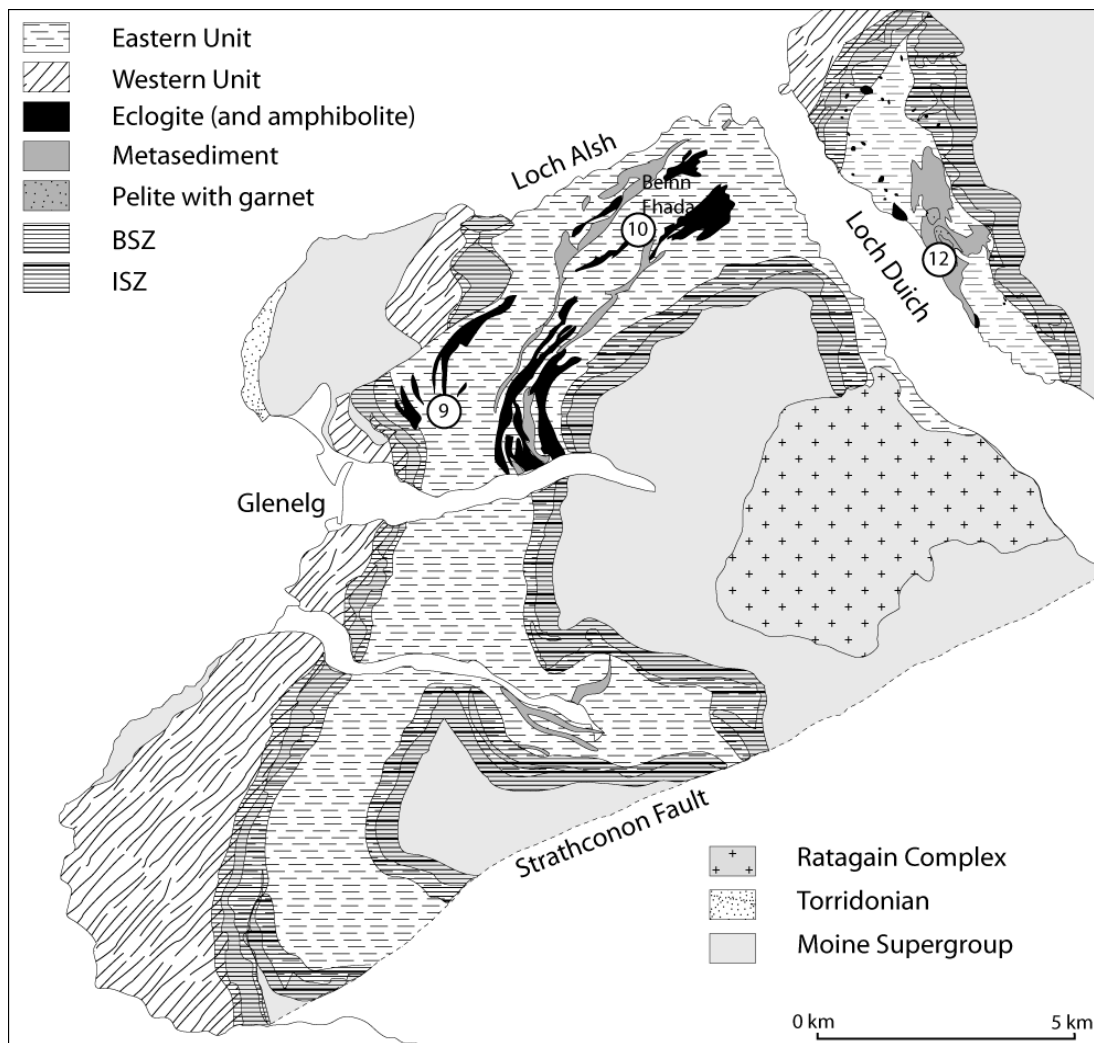 Eastern Unit
Western Unit
Eclogite (and amphibolite)
Metasediment
Pelite with garnet
BSZ
ISZ
Loch Alsh
Beinn
Fhada
10
Loch Duich
12
9
Glenelg
Strathconon Fault
Ratagain Complex
Torridonian
Moine Supergroup
0 km
5 km